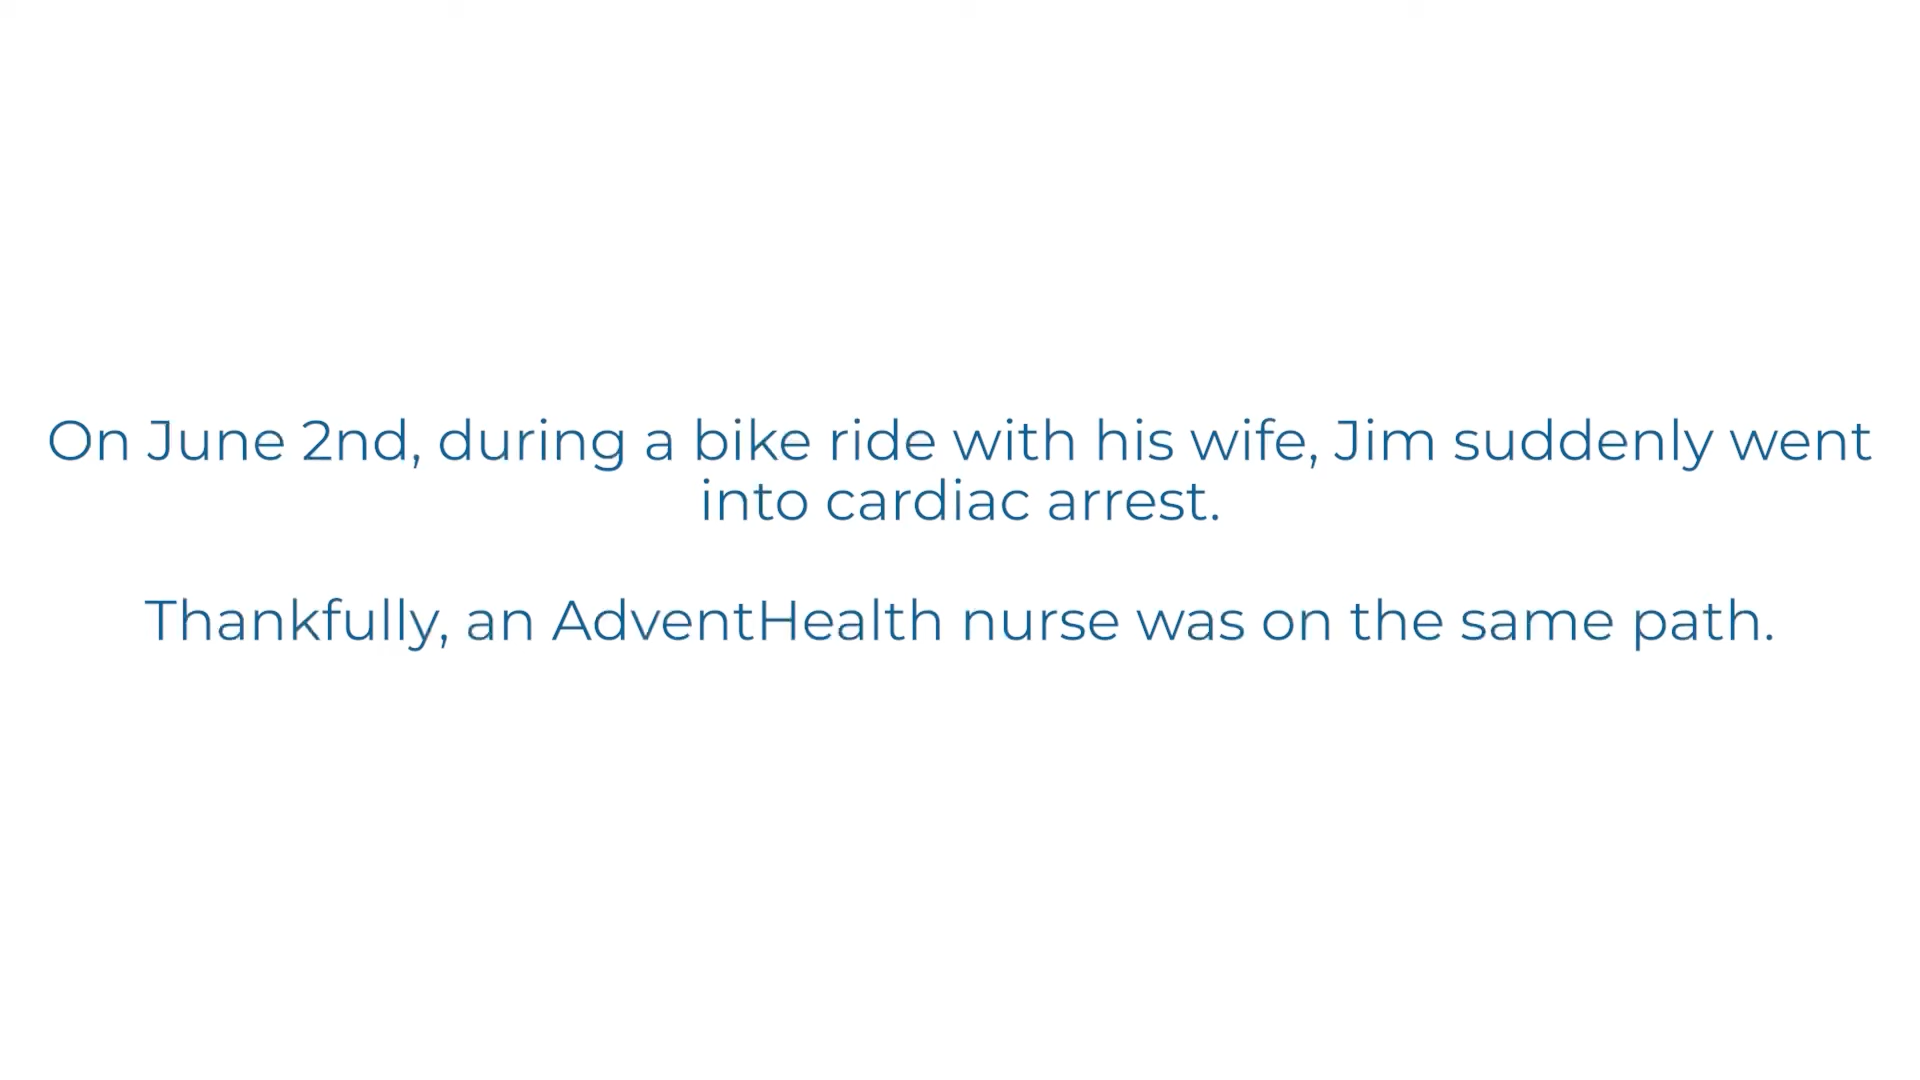 On June 2nd, during a bike ride with his wife, Jim suddenly went
into cardiac arrest.
Thankfully, an AdventHealth nurse was on the same path.